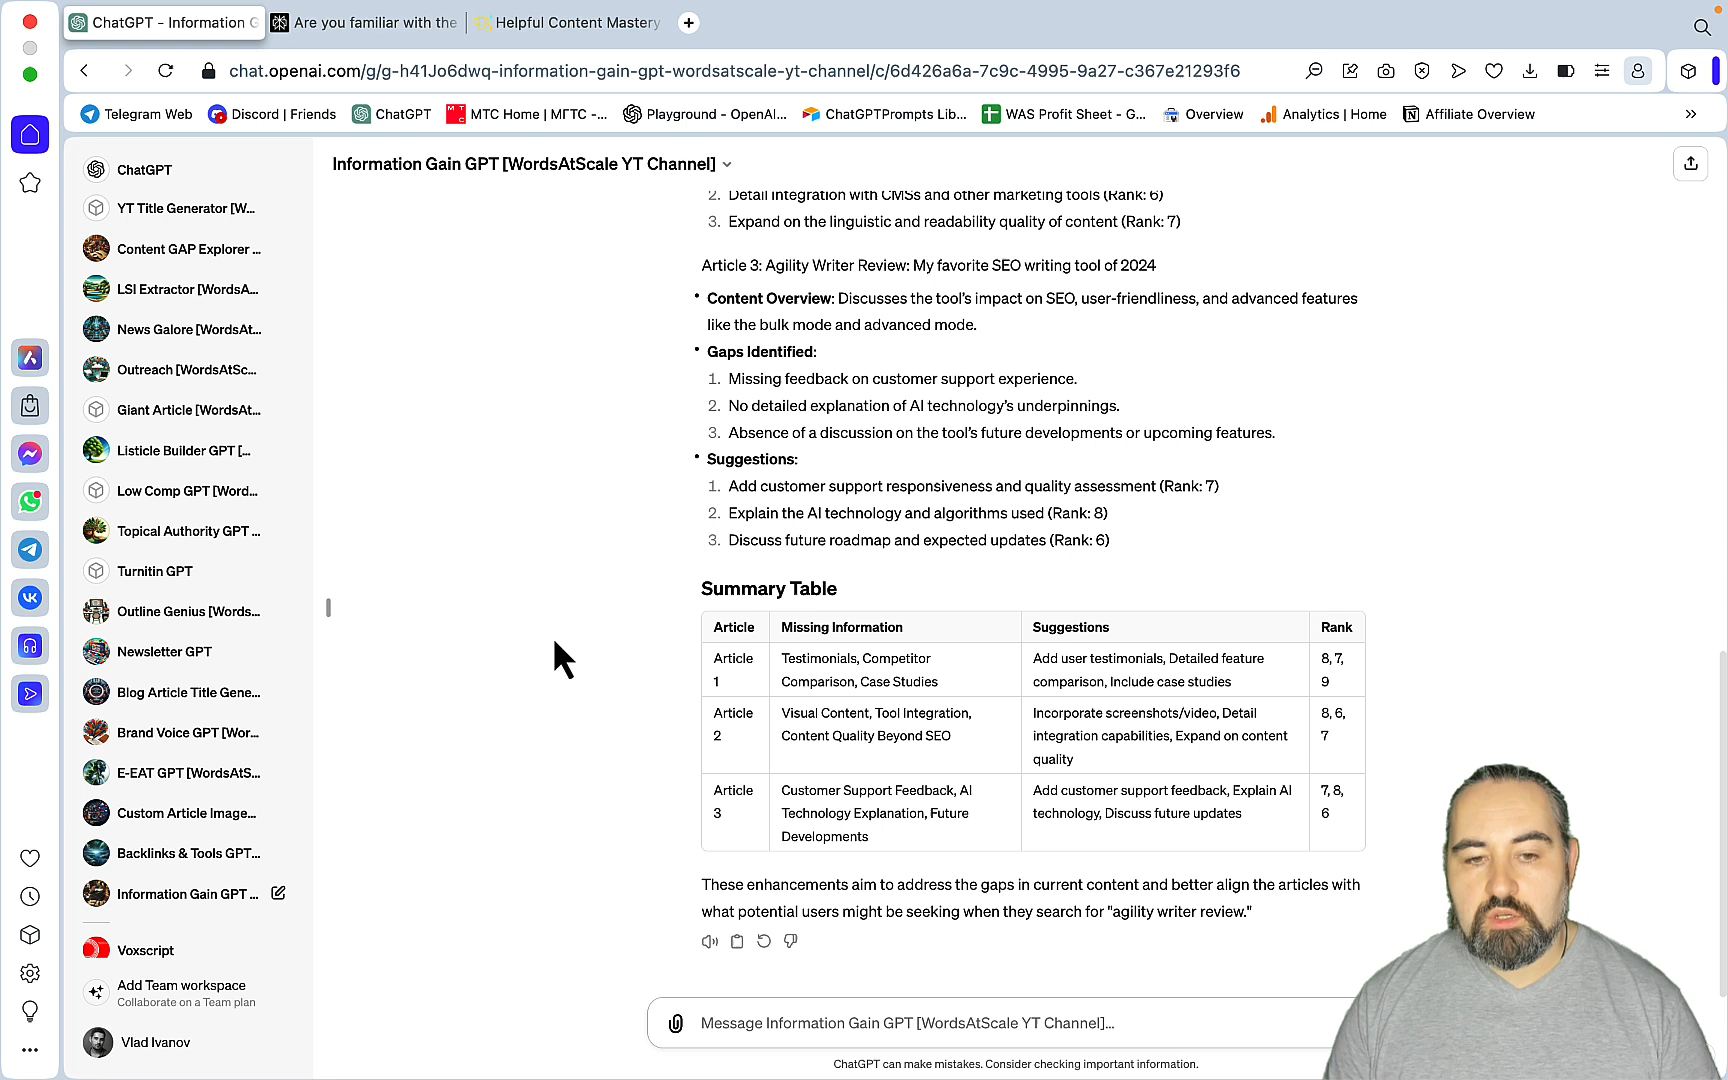 ChatGPT - Information G
Are you familiar with the
Helpful Content Mastery
chat.openai.com/g/g-h41Jo6dwq-information-gain-gpt-wordsatscale-yt-channel/c/6d426a6a-7c9c-4995-9a27-c367e21293f6
Telegram Web
Discord | Friends
ChatGPT
MTC Home | МГТС -...
Playground - OpenAI...
ChatGPTPrompts Lib...
WAS Profit Sheet - G...
Overview
Analytics | Home
Affiliate Overview
ChatGPT
YT Title Generator [W...
Content GAP Explorer ...
LSI Extractor [WordsA...
News Galore [WordsAt...
Outreach [WordsAtSc...
Giant Article [WordsAt...
Listicle Builder GPT [...
Low Comp GPT [Word...
Topical Authority GPT ...
Turnitin GPT
Outline Genius [Words...
Newsletter GPT
Blog Article Title Gene...
Brand Voice GPT [Wor...
E-EAT GPT [WordsAtS...
Custom Article Image...
Backlinks & Tools GPT...
Information Gain GPT ...
Voxscript
Add Team workspace
Collaborate on a Team plan
Vlad Ivanov
Information Gain GPT [WordsAtScale YT Channel]
2. Detail integration with CMSs and other marketing tools (Rank: 6)
3. Expand on the linguistic and readability quality of content (Rank: 7)
Article 3: Agility Writer Review: My favorite SEO writing tool of 2024
• Content Overview: Discusses the tool's impact on SEO, user-friendliness, and advanced features
like the bulk mode and advanced mode.
• Gaps Identified:
1. Missing feedback on customer support experience.
2. No detailed explanation of AI technology's underpinnings.
3. Absence of a discussion on the tool's future developments or upcoming features.
• Suggestions:
1. Add customer support responsiveness and quality assessment (Rank: 7)
2. Explain the AI technology and algorithms used (Rank: 8)
3. Discuss future roadmap and expected updates (Rank: 6)
Summary Table
Article Missing Information Suggestions Rank
Article Testimonials, Competitor Add user testimonials, Detailed feature 8, 7,
1 Comparison, Case Studies comparison, Include case studies 9
Article Visual Content, Tool Integration, Incorporate screenshots/video, Detail 8, 6,
2 Content Quality Beyond SEO integration capabilities, Expand on content 7
quality
Article Customer Support Feedback, AI Add customer support feedback, Explain AI 7, 8,
3 Technology Explanation, Future technology, Discuss future updates 6
Developments
These enhancements aim to address the gaps in current content and better align the articles with
what potential users might be seeking when they search for "agility writer review."
Message Information Gain GPT [WordsAtScale YT Channel]...
ChatGPT can make mistakes. Consider checking important information.